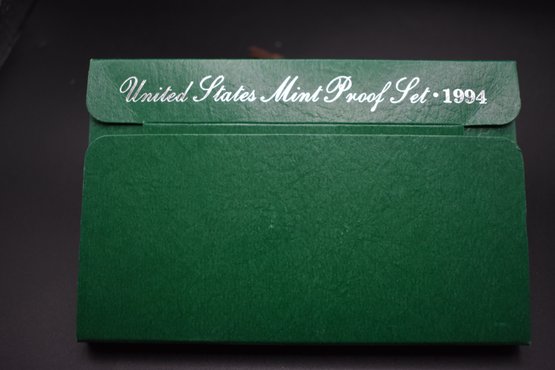 United States Mint Proof Set · 1994